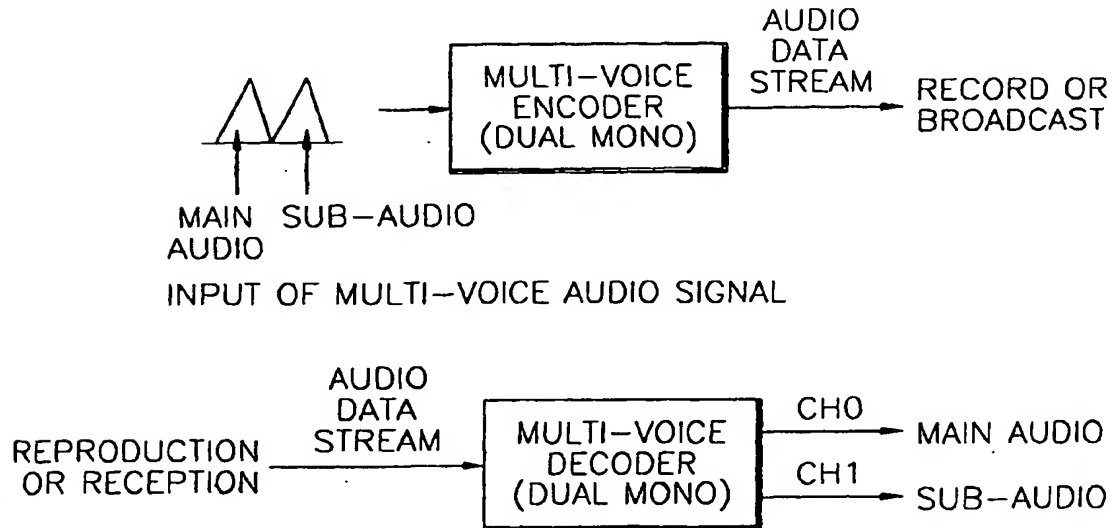 AUDIO
DATA
STREAM
MULTI-VOICE
ENCODER
(DUAL MONO)
RECORD OR
BROADCAST
MAIN
AUDIO
SUB-AUDIO
INPUT OF MULTI-VOICE AUDIO SIGNAL
REPRODUCTION
OR RECEPTION
AUDIO
DATA
STREAM
MULTI-VOICE
DECODER
(DUAL MONO)
CH0
MAIN AUDIO
CH1
SUB-AUDIO